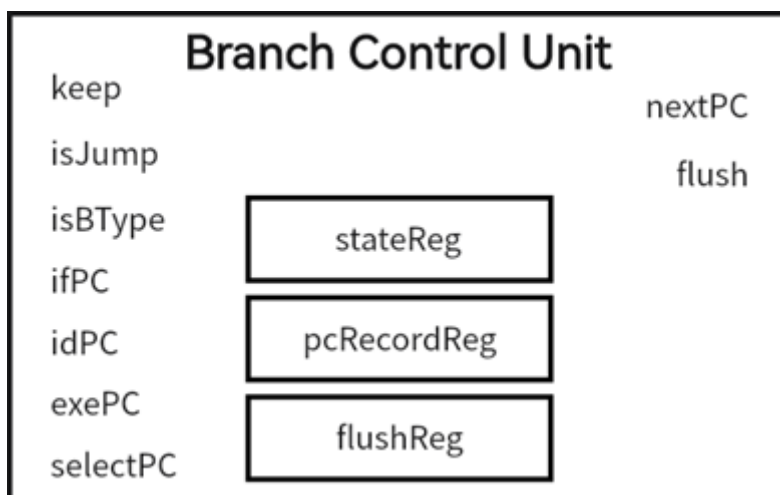 Branch Control Unit
keep
nextPC
isJump
flush
isBType
stateReg
ifPC
pcRecordReg
idPC
exePC
flushReg
selectPC